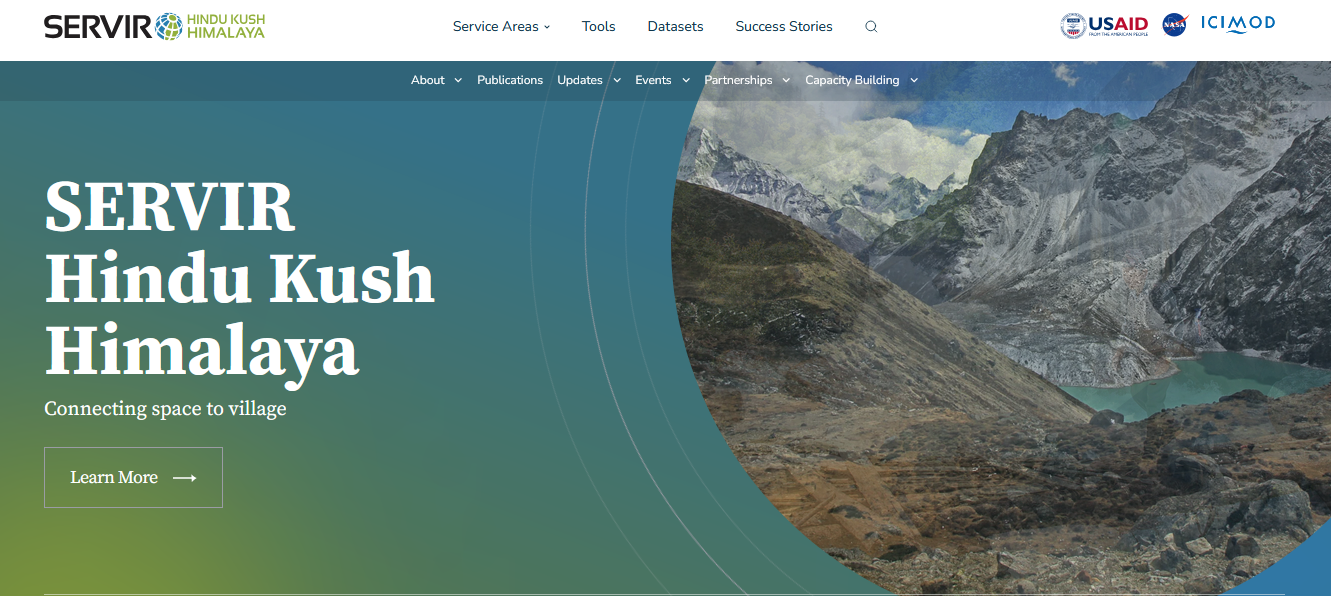 SERVIR HINDU KUSH
HIMALAYA
Service Areas
Tools
Datasets
Success Stories
USAID
FROM THE AMERICAN PEOPLE
NASA
ICIMOD
About
Publications
Updates
Events
Partnerships
Capacity Building
SERVIR
Hindu Kush
Himalaya
Connecting space to village
Learn More